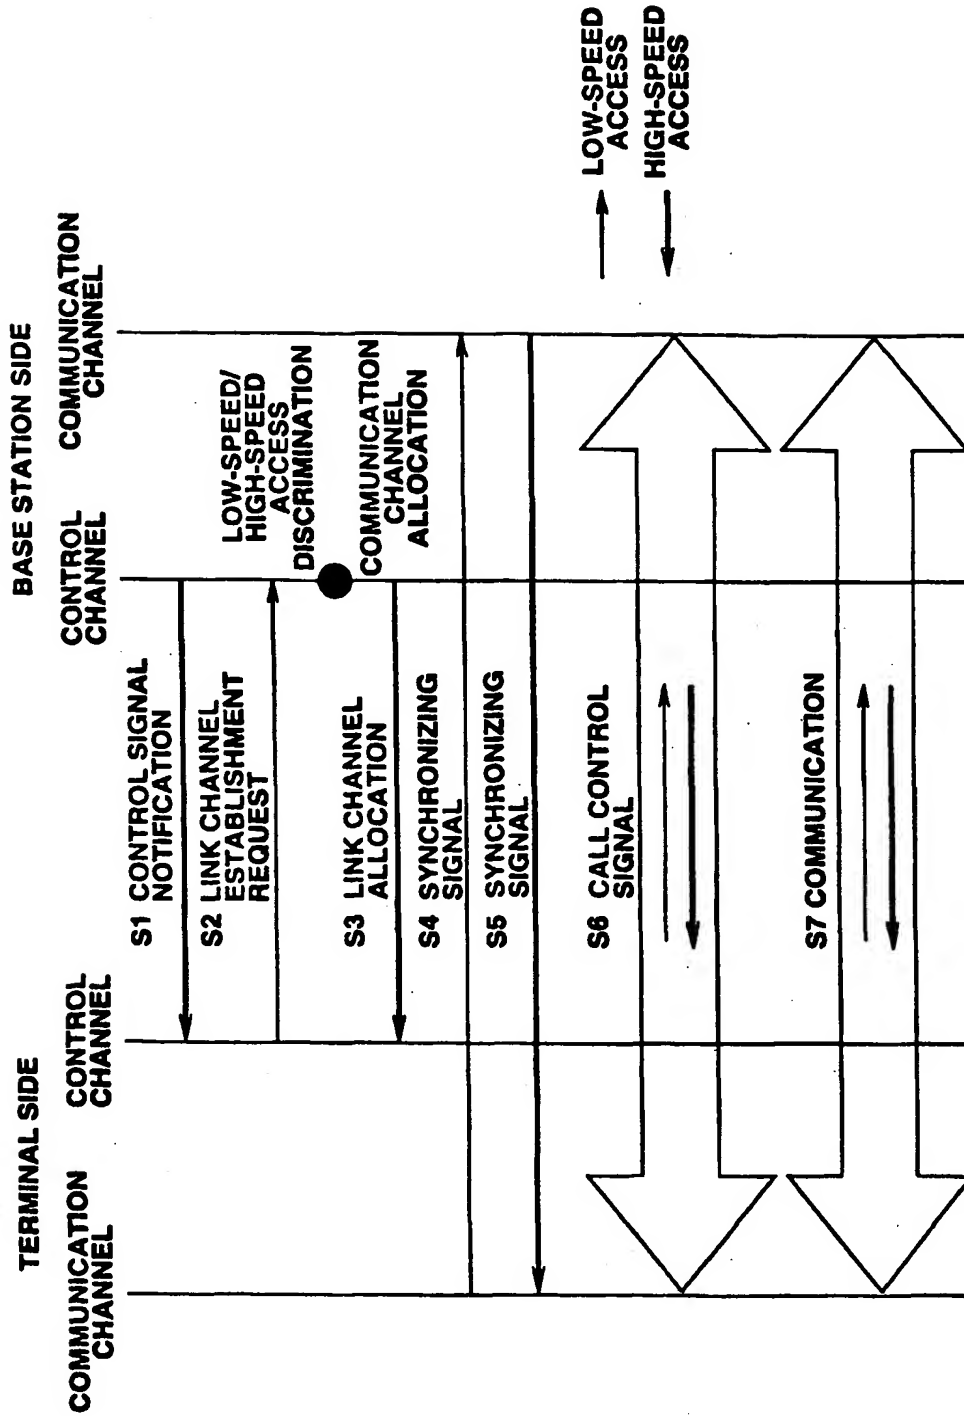 TERMINAL SIDE
BASE STATION SIDE
COMMUNICATION
CHANNEL
CONTROL
CHANNEL
CONTROL
CHANNEL
COMMUNICATION
CHANNEL
S1 CONTROL SIGNAL
NOTIFICATION
S2 LINK CHANNEL
ESTABLISHMENT
REQUEST
LOW-SPEED/
HIGH-SPEED
ACCESS
DISCRIMINATION
COMMUNICATION
CHANNEL
ALLOCATION
S3 LINK CHANNEL
ALLOCATION
S4 SYNCHRONIZING
SIGNAL
S5 SYNCHRONIZING
SIGNAL
S6 CALL CONTROL
SIGNAL
S7 COMMUNICATION
LOW-SPEED
ACCESS
HIGH-SPEED
ACCESS